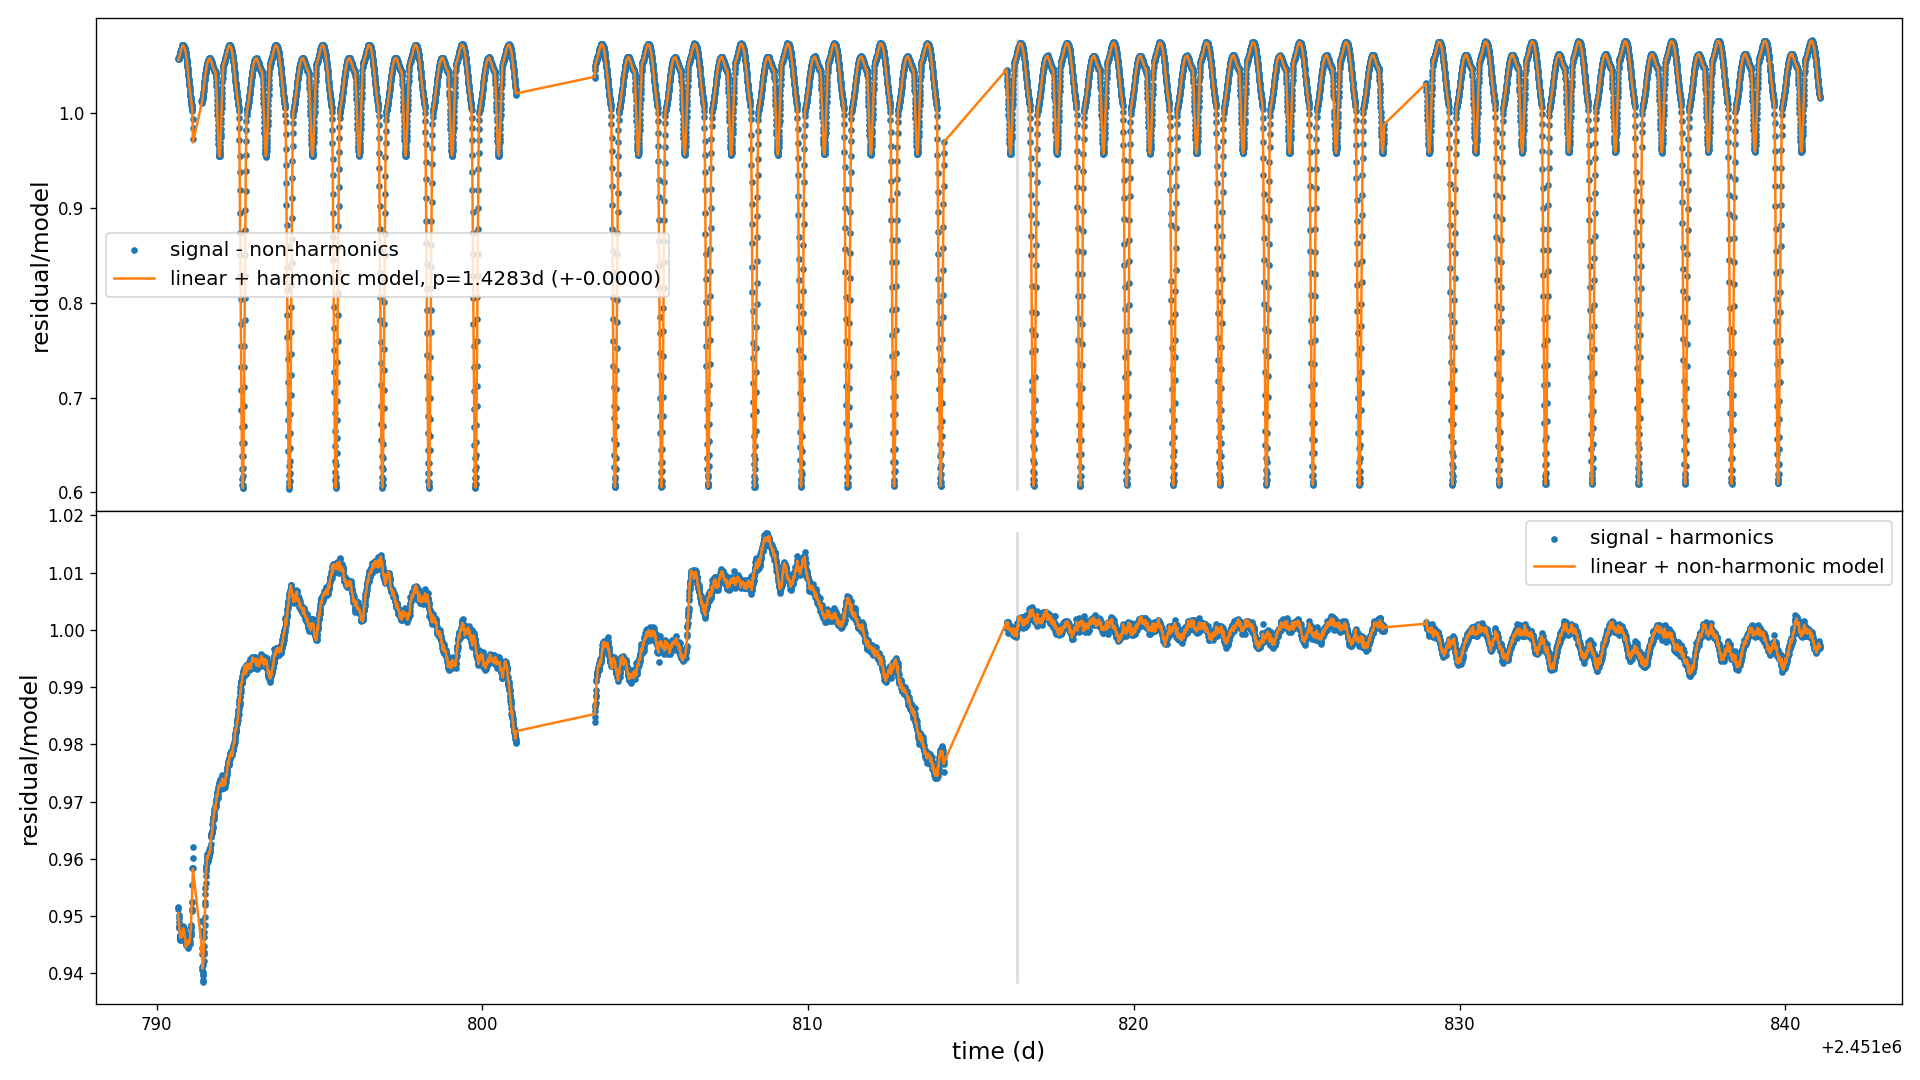 1.0
0.9
0.8
0.7
0.6
residual/model
signal - non-harmonics
linear + harmonic model, p=1.4283d (+-0.0000)
1.02
1.01
1.00
0.99
0.98
0.97
0.96
0.95
0.94
residual/model
signal - harmonics
linear + non-harmonic model
790
800
810
820
830
840
time (d)
+2.451e6